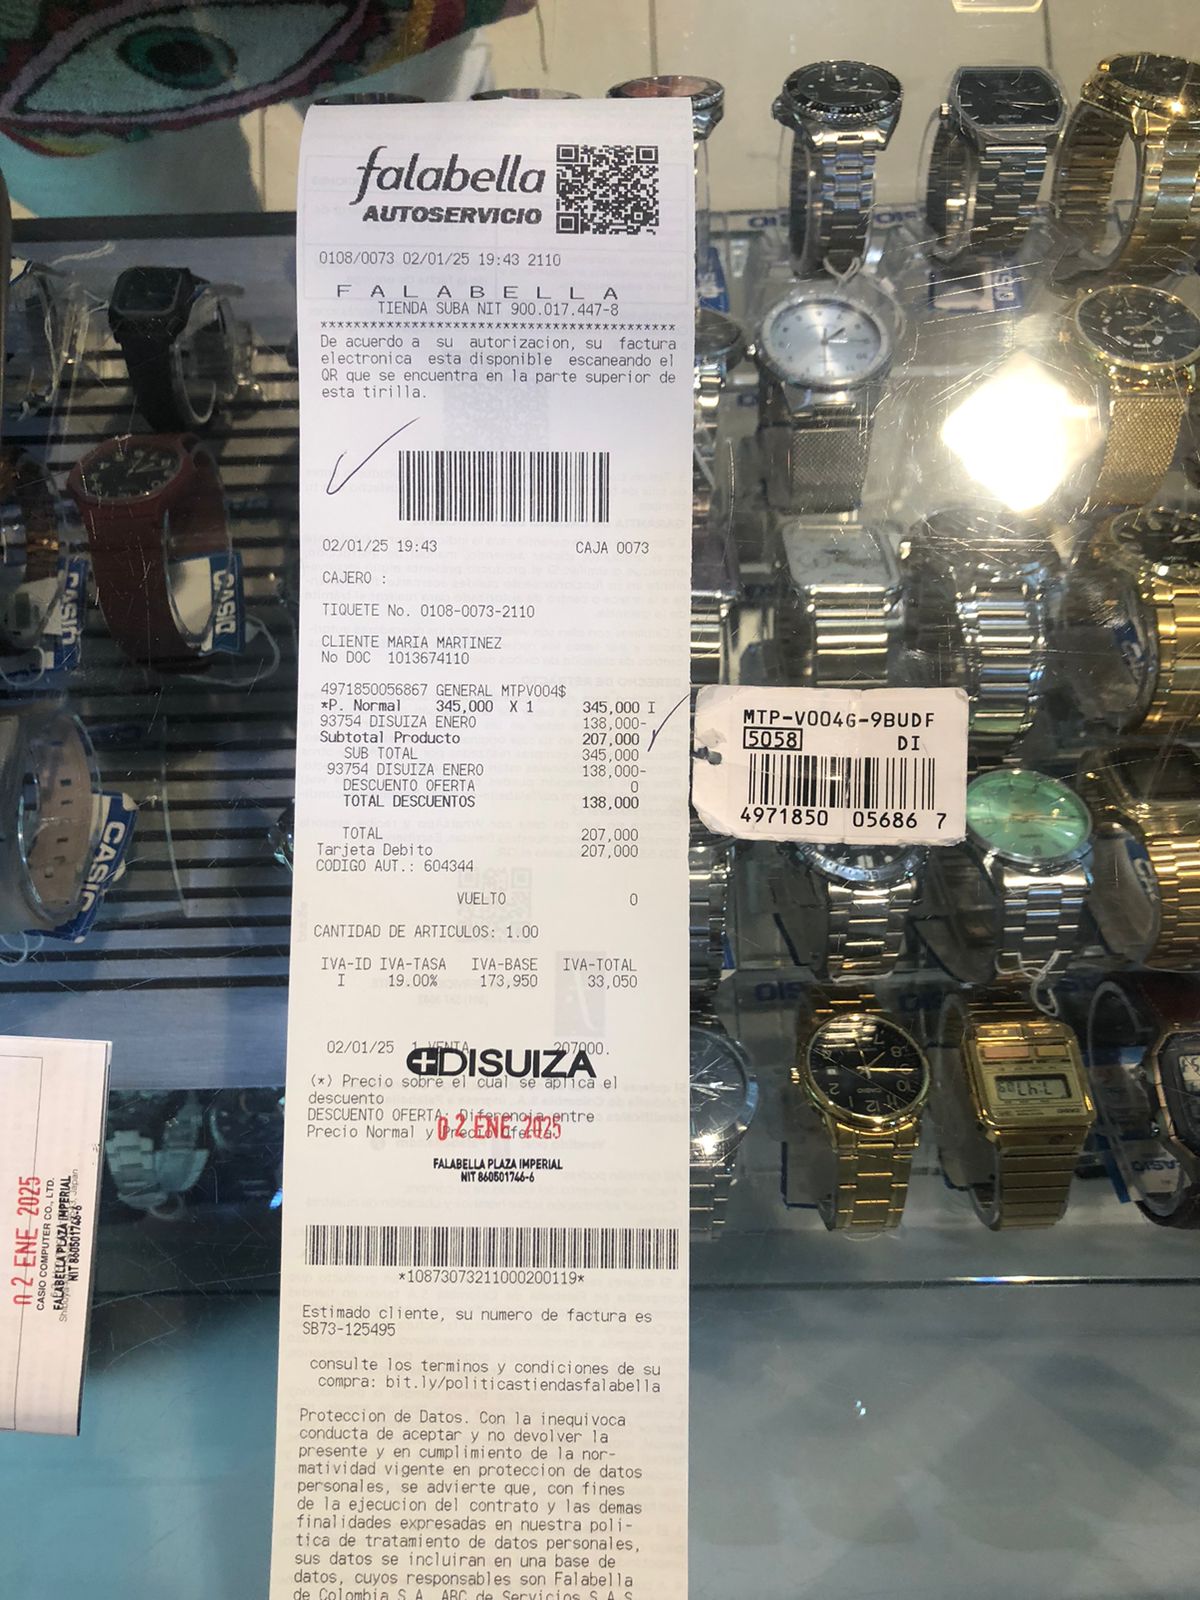 falabella
AUTOSERVICIO
0108/0073 02/01/25 19:43 2110
FALABELLA
TIENDA SUBA NIT 900.017.447-8
*********************************************
De acuerdo a su autorizacion, su factura
electronica esta disponible escaneando el
QR que se encuentra en la parte superior de
esta tirilla.
02/01/25 19:43 CAJA 0073
CAJERO :
TIQUETE No. 0108-0073-2110
CLIENTE MARIA MARTINEZ
No DOC 1013674110
4971850056867 GENERAL MTPV004$
*P. Normal 345,000 X 1 345,000 I
93754 DISUIZA ENERO 138,000-
Subtotal Producto 207,000
SUB TOTAL 345,000
93754 DISUIZA ENERO 138,000-
DESCUENTO OFERTA 0
TOTAL DESCUENTOS 138,000
TOTAL 207,000
Tarjeta Debito 207,000
CODIGO AUT.: 604344
VUELTO 0
CANTIDAD DE ARTICULOS: 1.00
IVA-ID IVA-TASA IVA-BASE IVA-TOTAL
I 19.00% 173,950 33,050
02/01/25 1 VENTA 207000.
DISUIZA
(*) Precio sobre el cual se aplica el
descuento
DESCUENTO OFERTA: Diferencia entre
Precio Normal y Precio Oferta.
02 ENE 2025
FALABELLA PLAZA IMPERIAL
NIT 860501746-6
*10873073211000200119*
Estimado cliente, su numero de factura es
SB73-125495
consulte los terminos y condiciones de su
compra: bit.ly/politicastiendasfalabella
Proteccion de Datos. Con la inequivoca
conducta de aceptar y no devolver la
presente y en cumplimiento de la nor-
matividad vigente en proteccion de datos
personales, se advierte que, con fines
de la ejecucion del contrato y las demas
finalidades expresadas en nuestra poli-
tica de tratamiento de datos personales,
sus datos se incluiran en una base de
datos, cuyos responsables son Falabella
de Colombia S.A. ABC de Servicios S.A.S
MTP-V004G-9BUDF
5058 DI
4971850 05686 7
02 ENE 2025
CASIO COMPUTER CO., LTD.
FALABELLA PLAZA IMPERIAL
NIT 860501746-6
CASIO
CASIO
CASIO